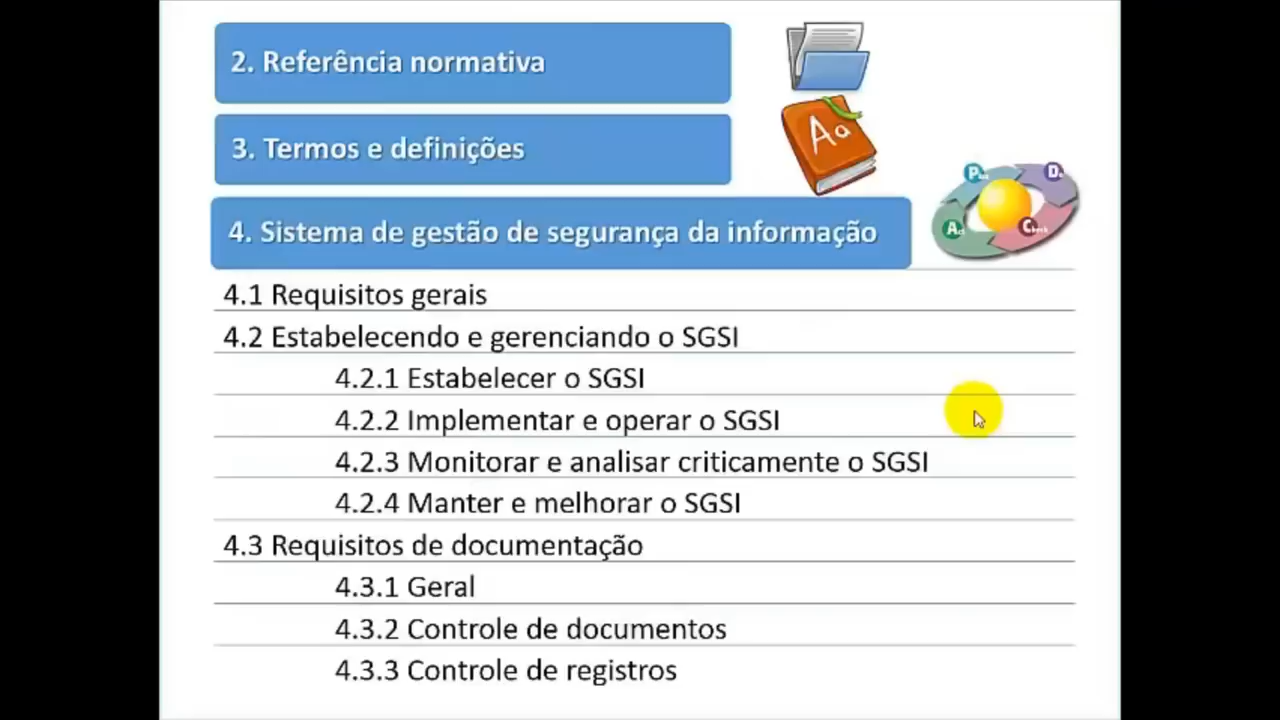 2. Referência normativa
3. Termos e definições
Aa
4. Sistema de gestão de segurança da informação
P
D
Act
Check
4.1 Requisitos gerais
4.2 Estabelecendo e gerenciando o SGSI
4.2.1 Estabelecer o SGSI
4.2.2 Implementar e operar o SGSI
4.2.3 Monitorar e analisar criticamente o SGSI
4.2.4 Manter e melhorar o SGSI
4.3 Requisitos de documentação
4.3.1 Geral
4.3.2 Controle de documentos
4.3.3 Controle de registros